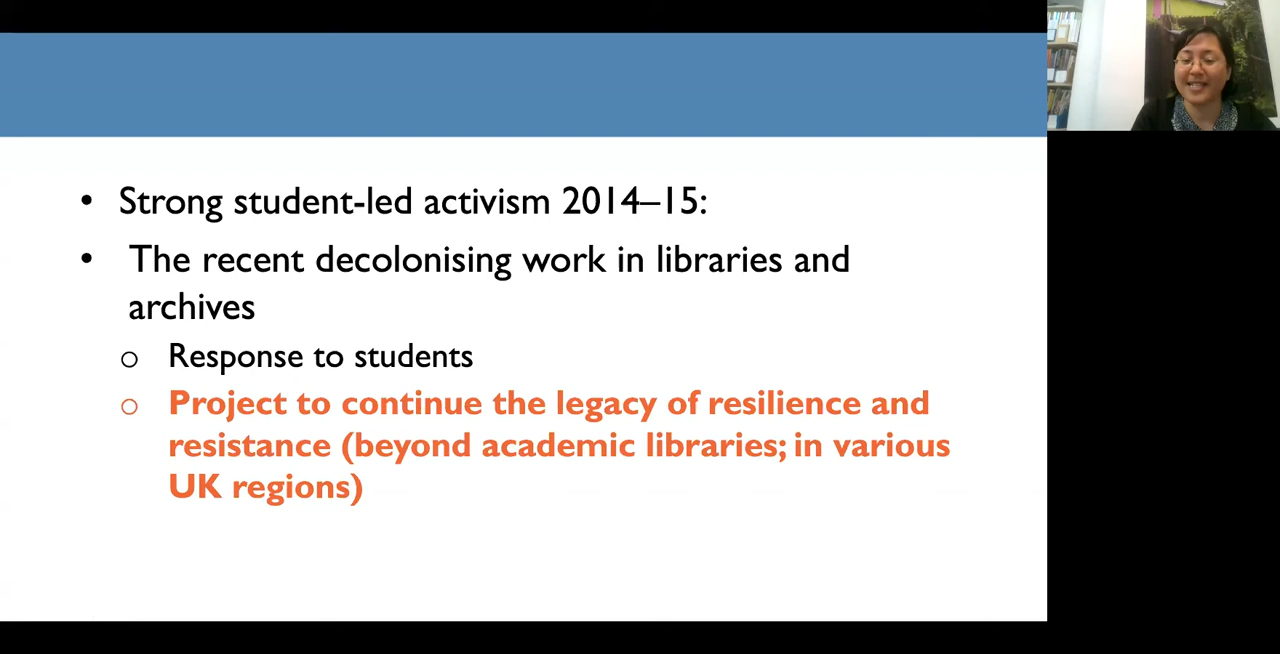 • Strong student-led activism 2014–15:
• The recent decolonising work in libraries and
archives
o Response to students
o Project to continue the legacy of resilience and
resistance (beyond academic libraries; in various
UK regions)